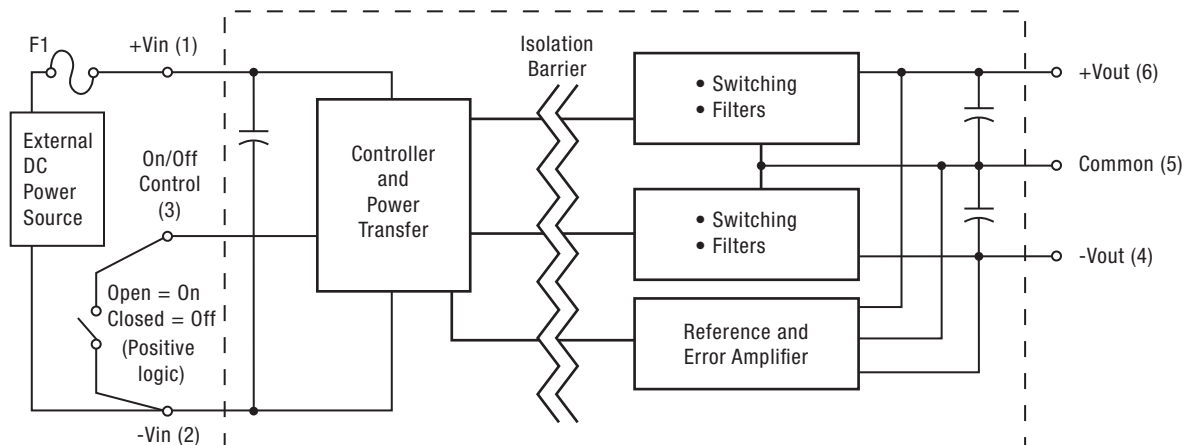 F1
+Vin (1)
External
DC
Power
Source
On/Off
Control
(3)
Open = On
Closed = Off
(Positive
logic)
-Vin (2)
Controller
and
Power
Transfer
Isolation
Barrier
• Switching
• Filters
• Switching
• Filters
Reference and
Error Amplifier
+Vout (6)
Common (5)
-Vout (4)